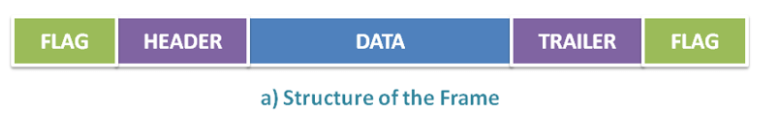 FLAG HEADER DATA TRAILER FLAG
a) Structure of the Frame